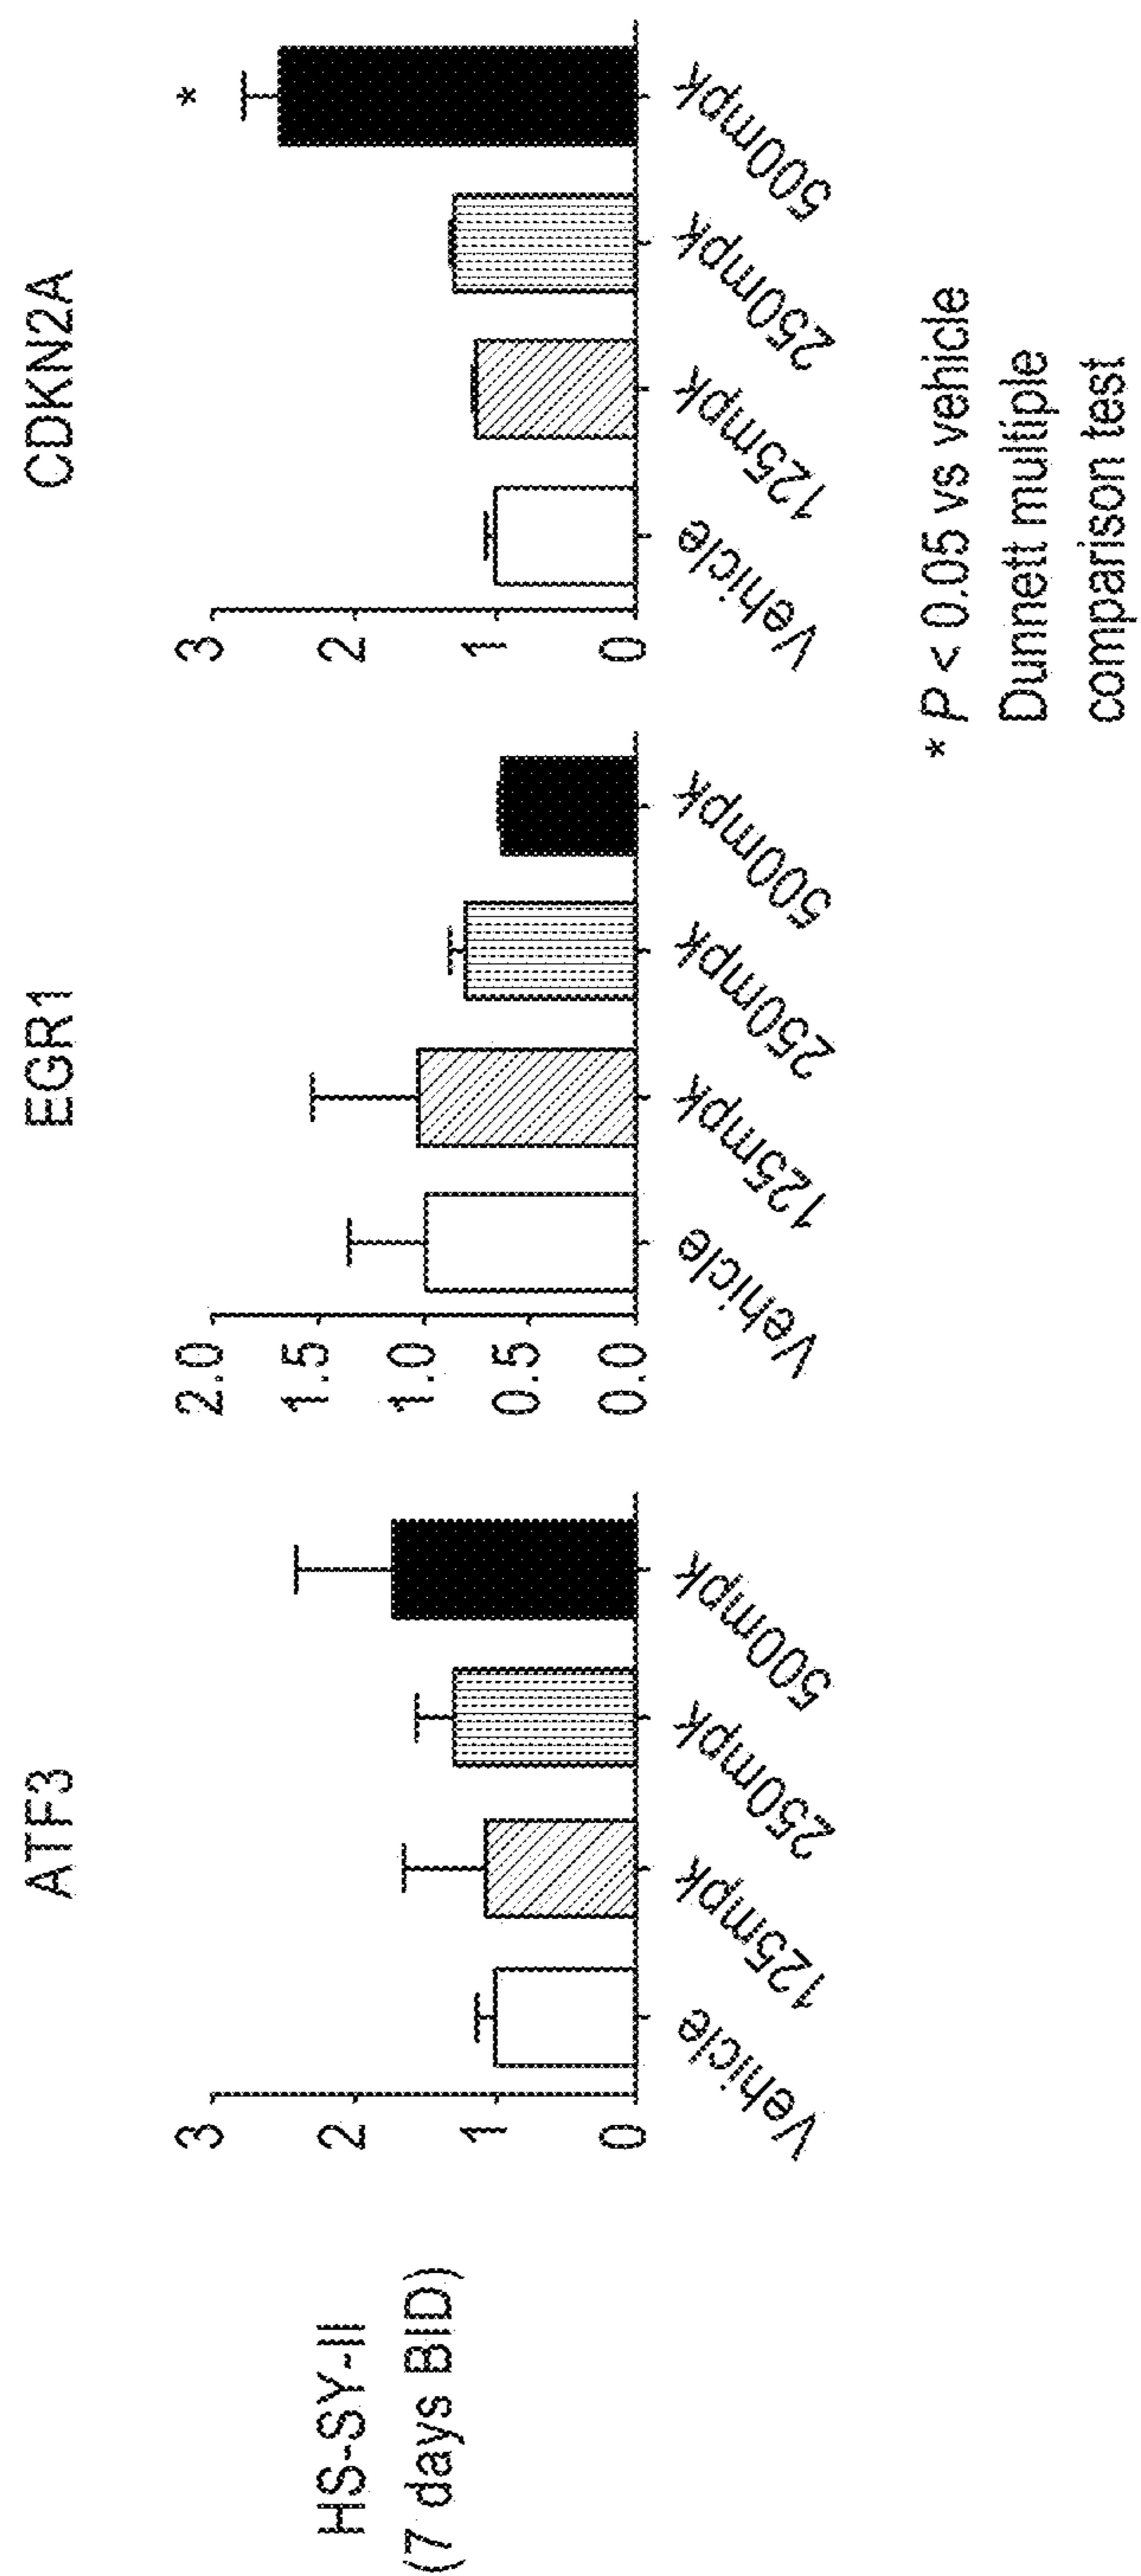 ATF3
EGR1
CDKN2A
HS-SY-II
(7 days BID)
3
2
1
0
Vehicle
125mpk
250mpk
500mpk
2.0
1.5
1.0
0.5
0.0
Vehicle
125mpk
250mpk
500mpk
3
2
1
0
Vehicle
125mpk
250mpk
500mpk
*
* P < 0.05 vs vehicle
Dunnett multiple
comparison test